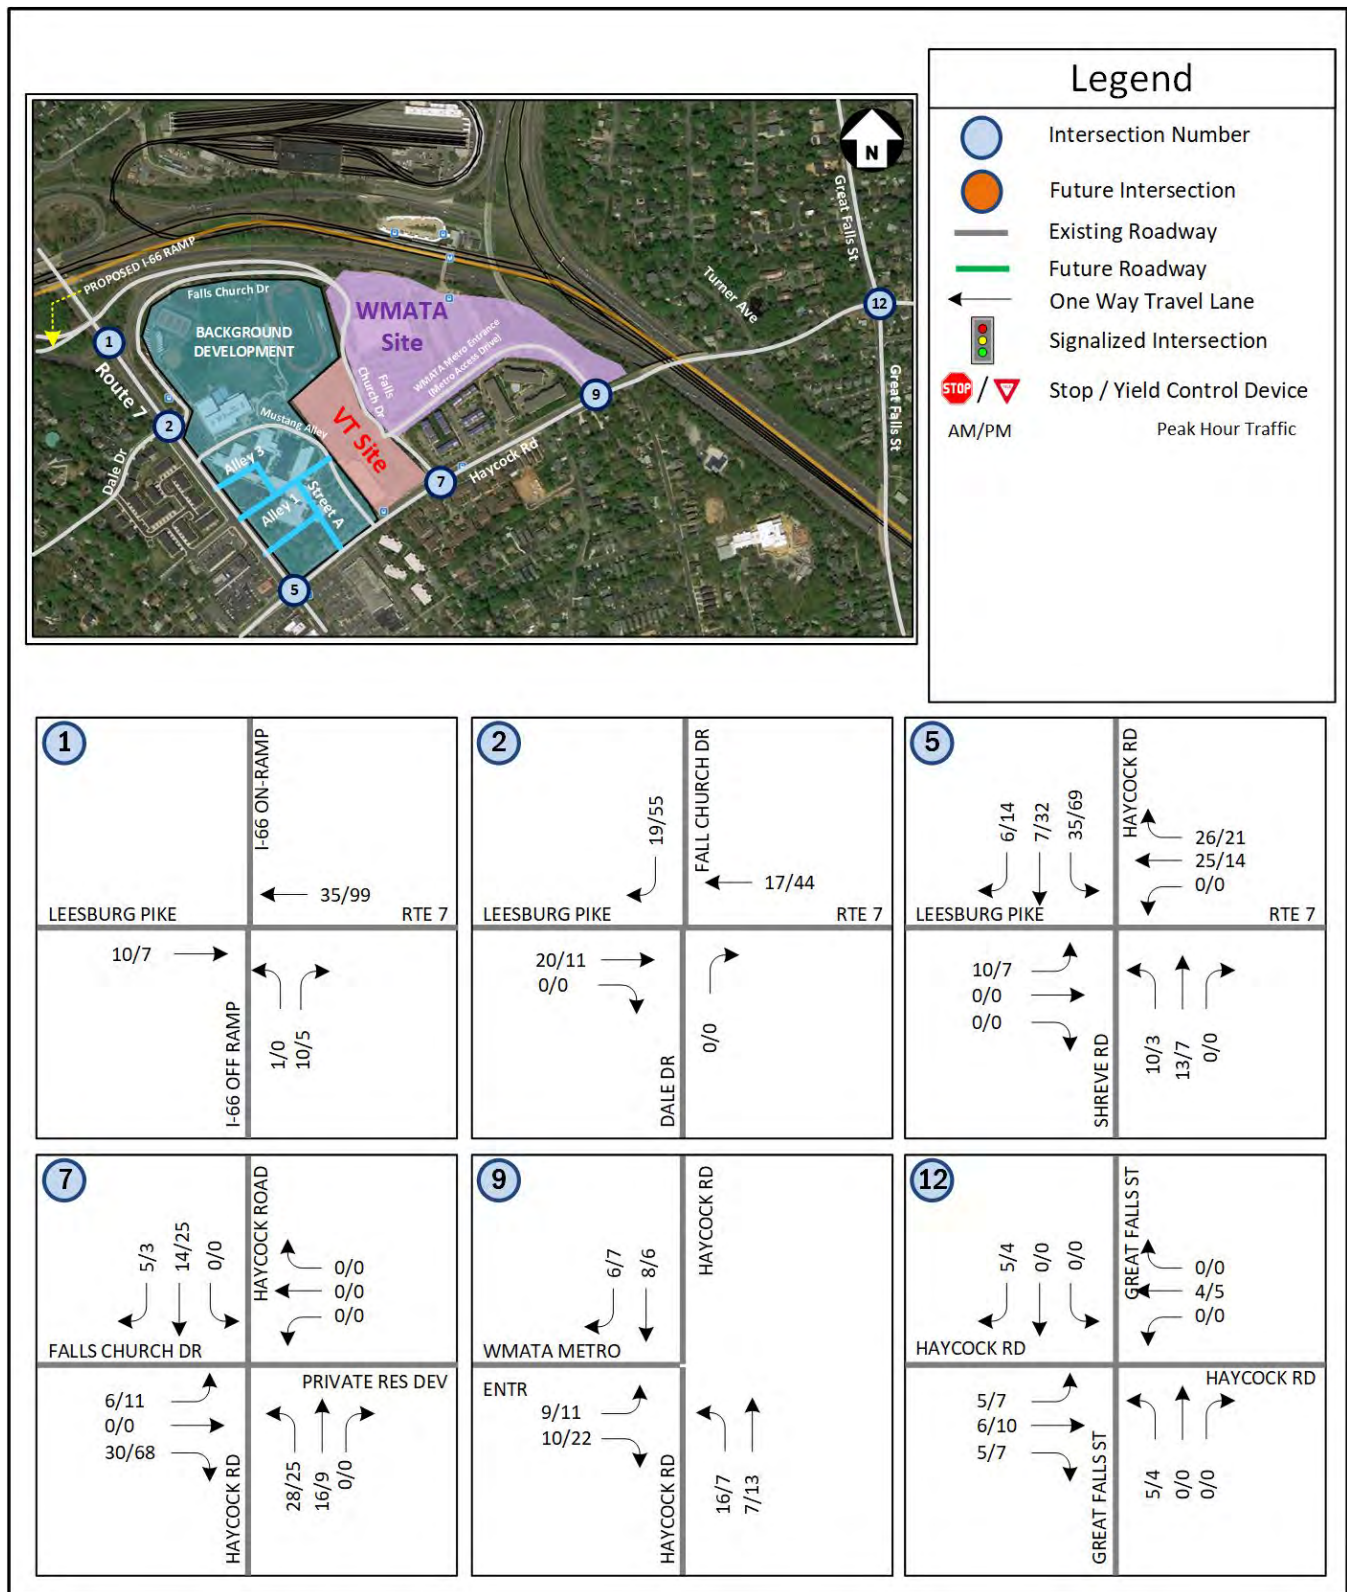 Legend
Intersection Number
Future Intersection
Existing Roadway
Future Roadway
One Way Travel Lane
Signalized Intersection
STOP / Stop / Yield Control Device
AM/PM Peak Hour Traffic
N
PROPOSED I-66 RAMP
Falls Church Dr
BACKGROUND
DEVELOPMENT
WMATA
Site
WMATA Metro Entrance
(Metro Access Drive)
Falls
Church Dr
Turner Ave
Great Falls St
Great Falls St
12
1
Route 7
2
Dale Dr
Mustang Alley
VT Site
Alley 3
Alley 1
Street A
9
7
Haycock Rd
5
1
I-66 ON-RAMP
35/99
LEESBURG PIKE
RTE 7
10/7
I-66 OFF RAMP
1/0
10/5
2
19/55
FALL CHURCH DR
17/44
LEESBURG PIKE
RTE 7
20/11
0/0
0/0
DALE DR
5
6/14
7/32
35/69
HAYCOCK RD
26/21
25/14
0/0
LEESBURG PIKE
RTE 7
10/7
0/0
0/0
SHREVE RD
10/3
13/7
0/0
7
5/3
14/25
0/0
HAYCOCK ROAD
0/0
0/0
0/0
FALLS CHURCH DR
PRIVATE RES DEV
6/11
0/0
30/68
HAYCOCK RD
28/25
16/9
0/0
9
6/7
8/6
HAYCOCK RD
WMATA METRO
ENTR
9/11
10/22
HAYCOCK RD
16/7
7/13
12
5/4
0/0
0/0
GREAT FALLS ST
0/0
4/5
0/0
HAYCOCK RD
HAYCOCK RD
5/7
6/10
5/7
GREAT FALLS ST
5/4
0/0
0/0